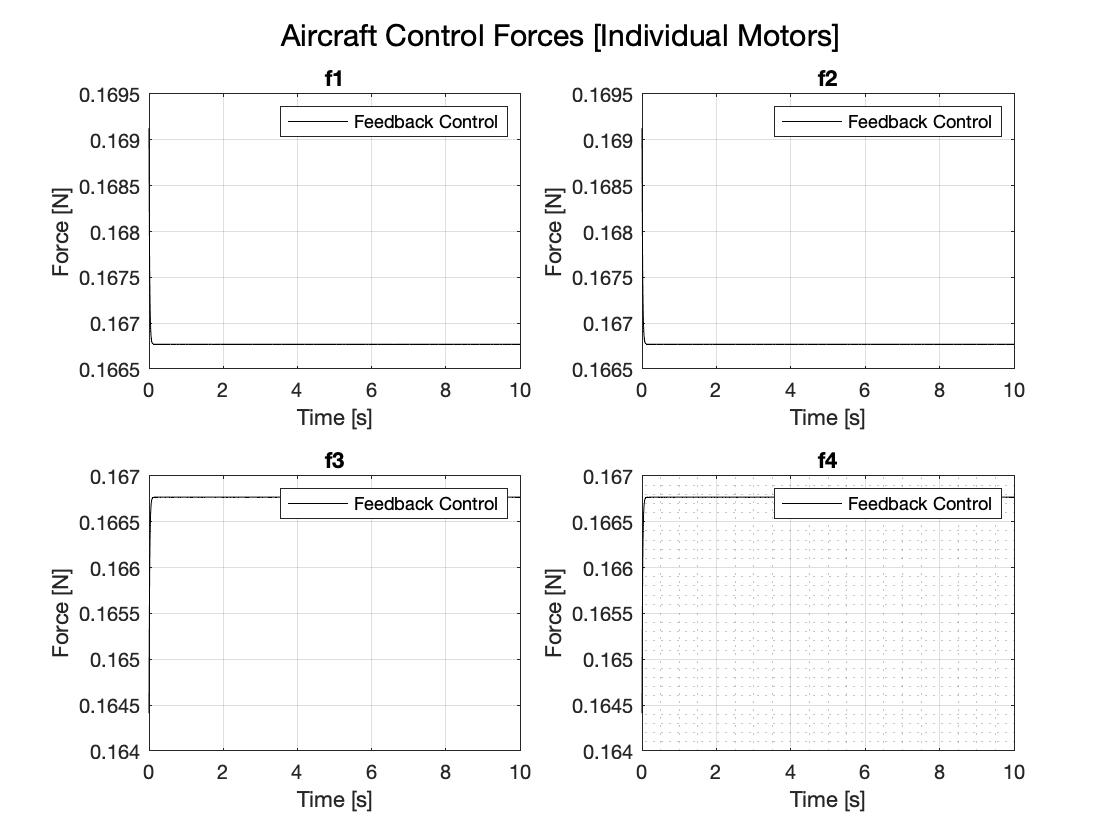 Aircraft Control Forces [Individual Motors]
f1
0.1695
0.169
0.1685
0.168
0.1675
0.167
0.1665
Force [N]
Feedback Control
0 2 4 6 8 10
Time [s]
f2
0.1695
0.169
0.1685
0.168
0.1675
0.167
0.1665
Force [N]
Feedback Control
0 2 4 6 8 10
Time [s]
f3
0.167
0.1665
0.166
0.1655
0.165
0.1645
0.164
Force [N]
Feedback Control
0 2 4 6 8 10
Time [s]
f4
0.167
0.1665
0.166
0.1655
0.165
0.1645
0.164
Force [N]
Feedback Control
0 2 4 6 8 10
Time [s]